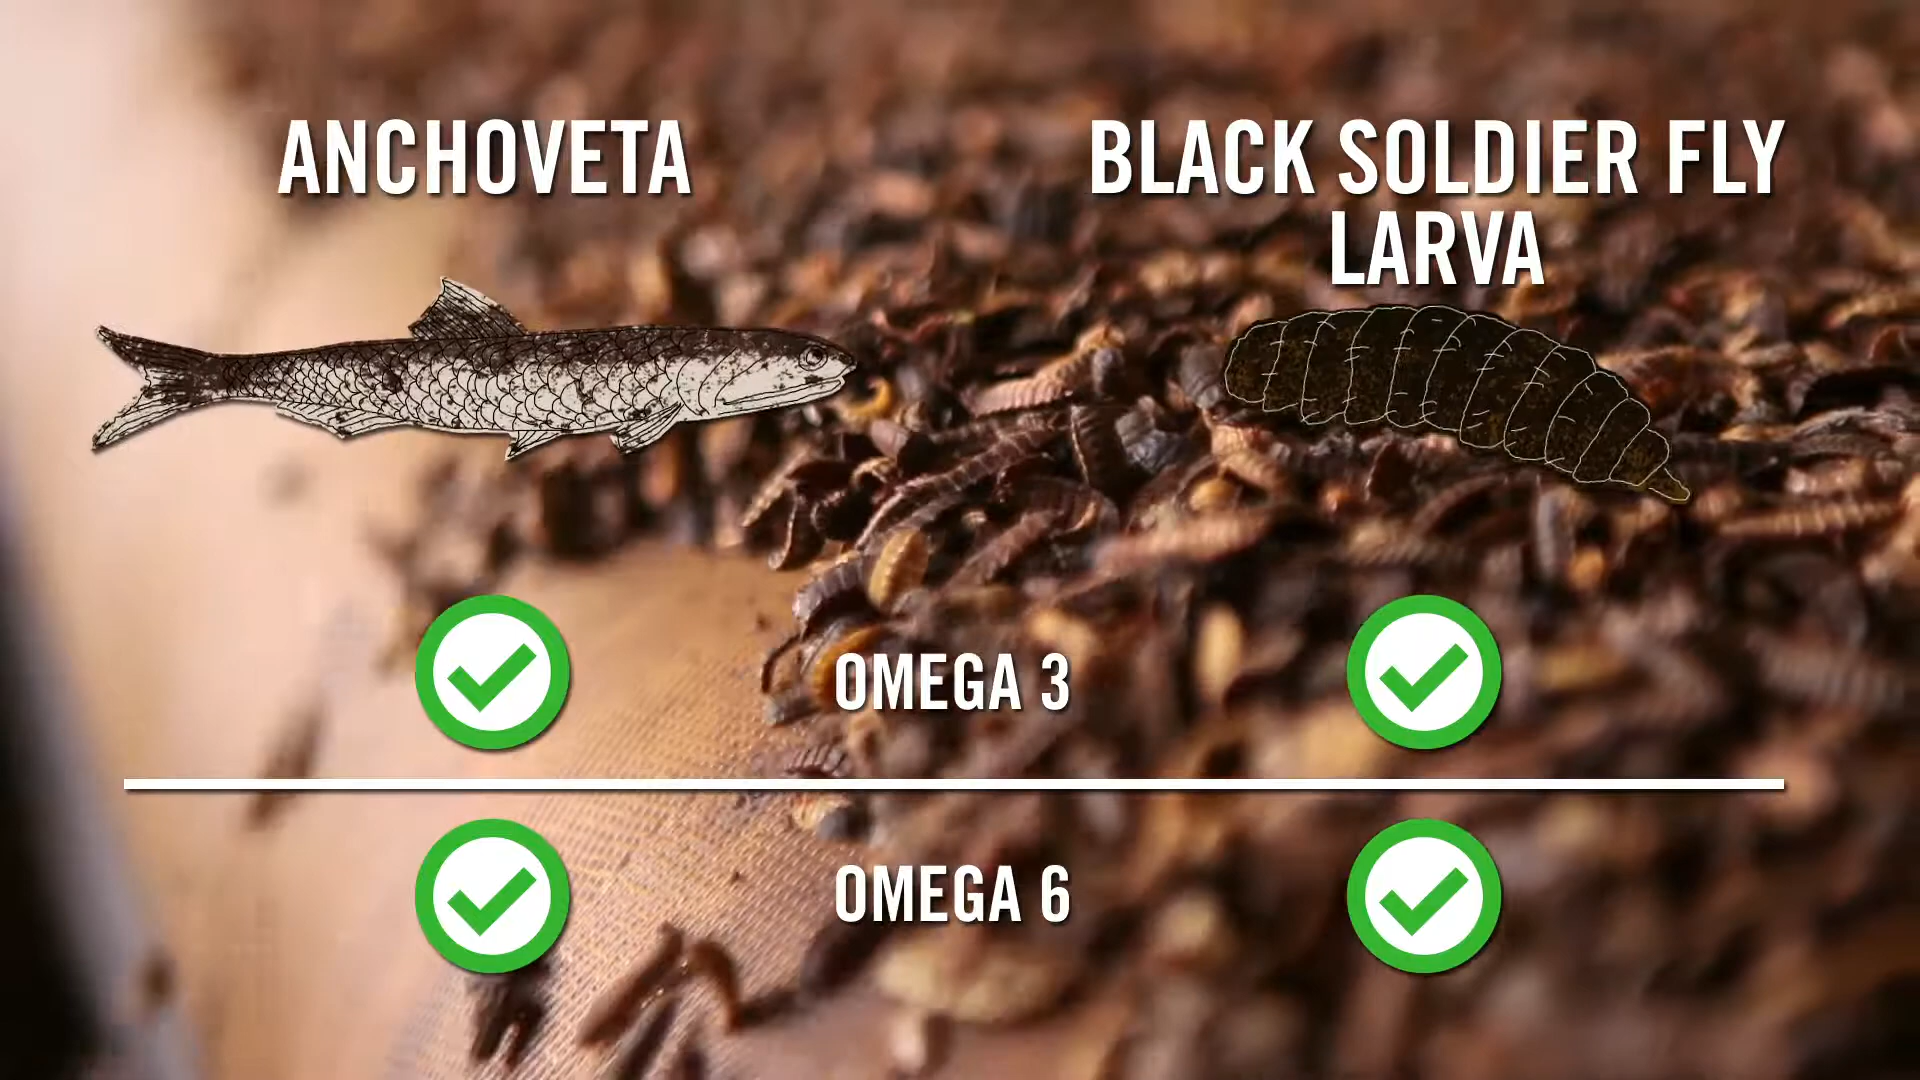 ANCHOVETA
BLACK SOLDIER FLY
LARVA
OMEGA 3
OMEGA 6